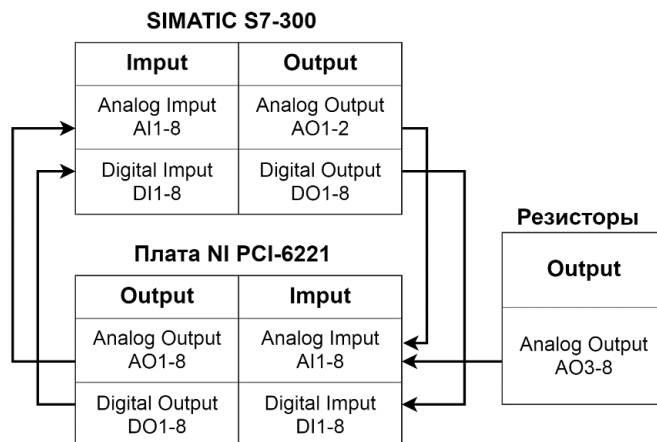 SIMATIC S7-300
Imput
Output
Analog Imput
AI1-8
Analog Output
AO1-2
Digital Imput
DI1-8
Digital Output
DO1-8
Плата NI PCI-6221
Output
Imput
Analog Output
AO1-8
Analog Imput
AI1-8
Digital Output
DO1-8
Digital Imput
DI1-8
Резисторы
Output
Analog Output
AO3-8